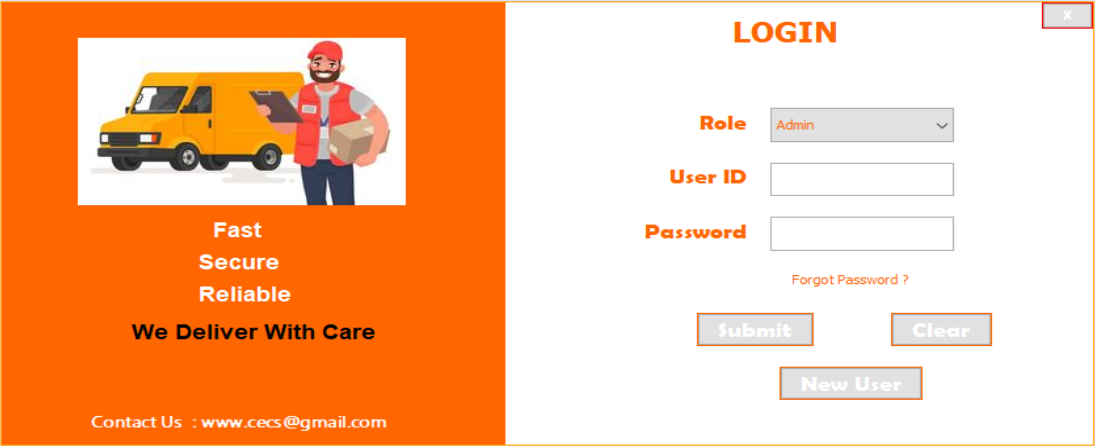 x
LOGIN
Role Admin
User ID
Password
Forgot Password ?
Submit Clear
New User
Fast
Secure
Reliable
We Deliver With Care
Contact Us : www.cecs@gmail.com